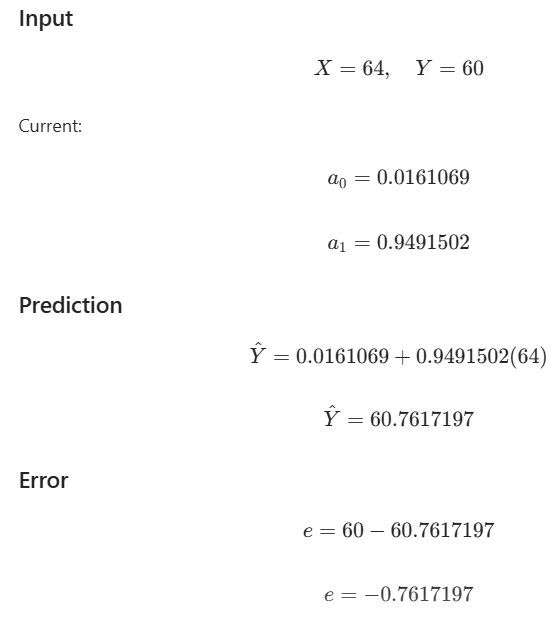 Input
X = 64, Y = 60
Current:
a₀ = 0.0161069
a₁ = 0.9491502
Prediction
Ŷ = 0.0161069 + 0.9491502(64)
Ŷ = 60.7617197
Error
e = 60 − 60.7617197
e = −0.7617197